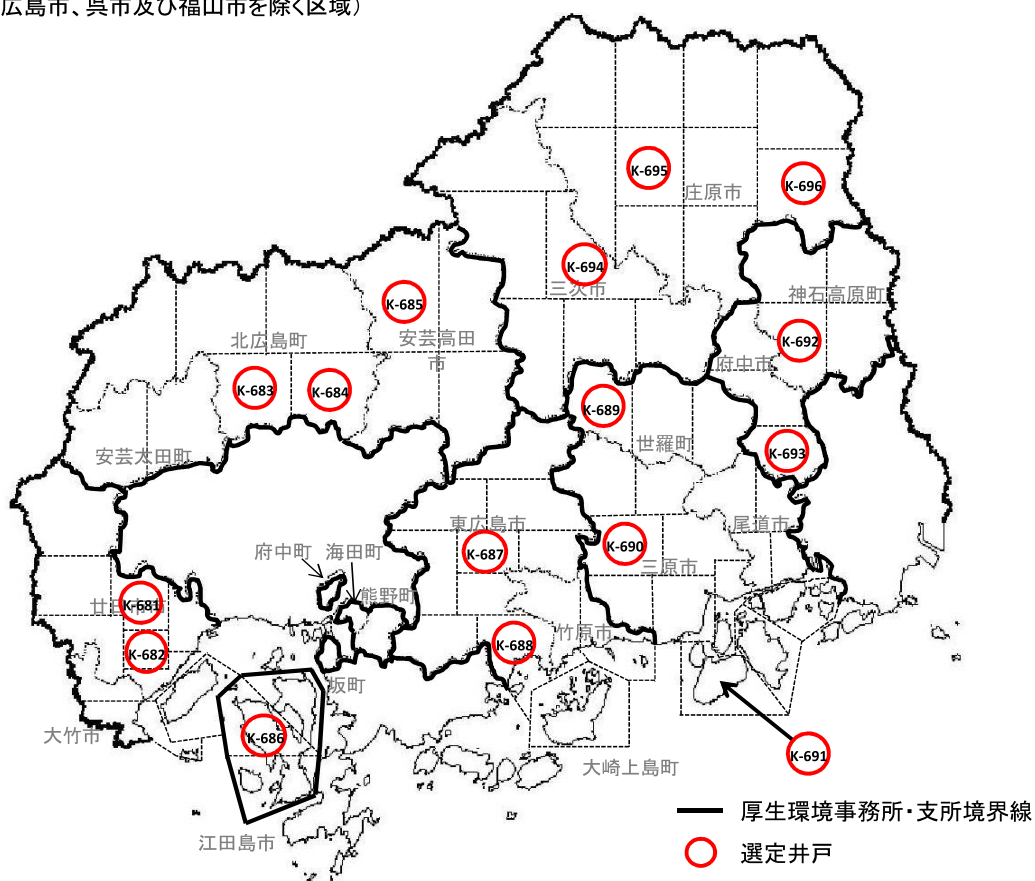 広島市、呉市及び福山市を除く区域）
K-695
K-696
庄原市
K-694
三次市
神石高原町
K-685
北広島町
安芸高田
市
K-692
府中市
K-683
K-684
K-689
世羅町
K-693
安芸太田町
東広島市
尾道市
K-687
K-690
三原市
府中町
海田町
熊野町
K-681
K-682
K-688
竹原市
坂町
大竹市
K-686
K-691
大崎上島町
江田島市
厚生環境事務所・支所境界線
選定井戸